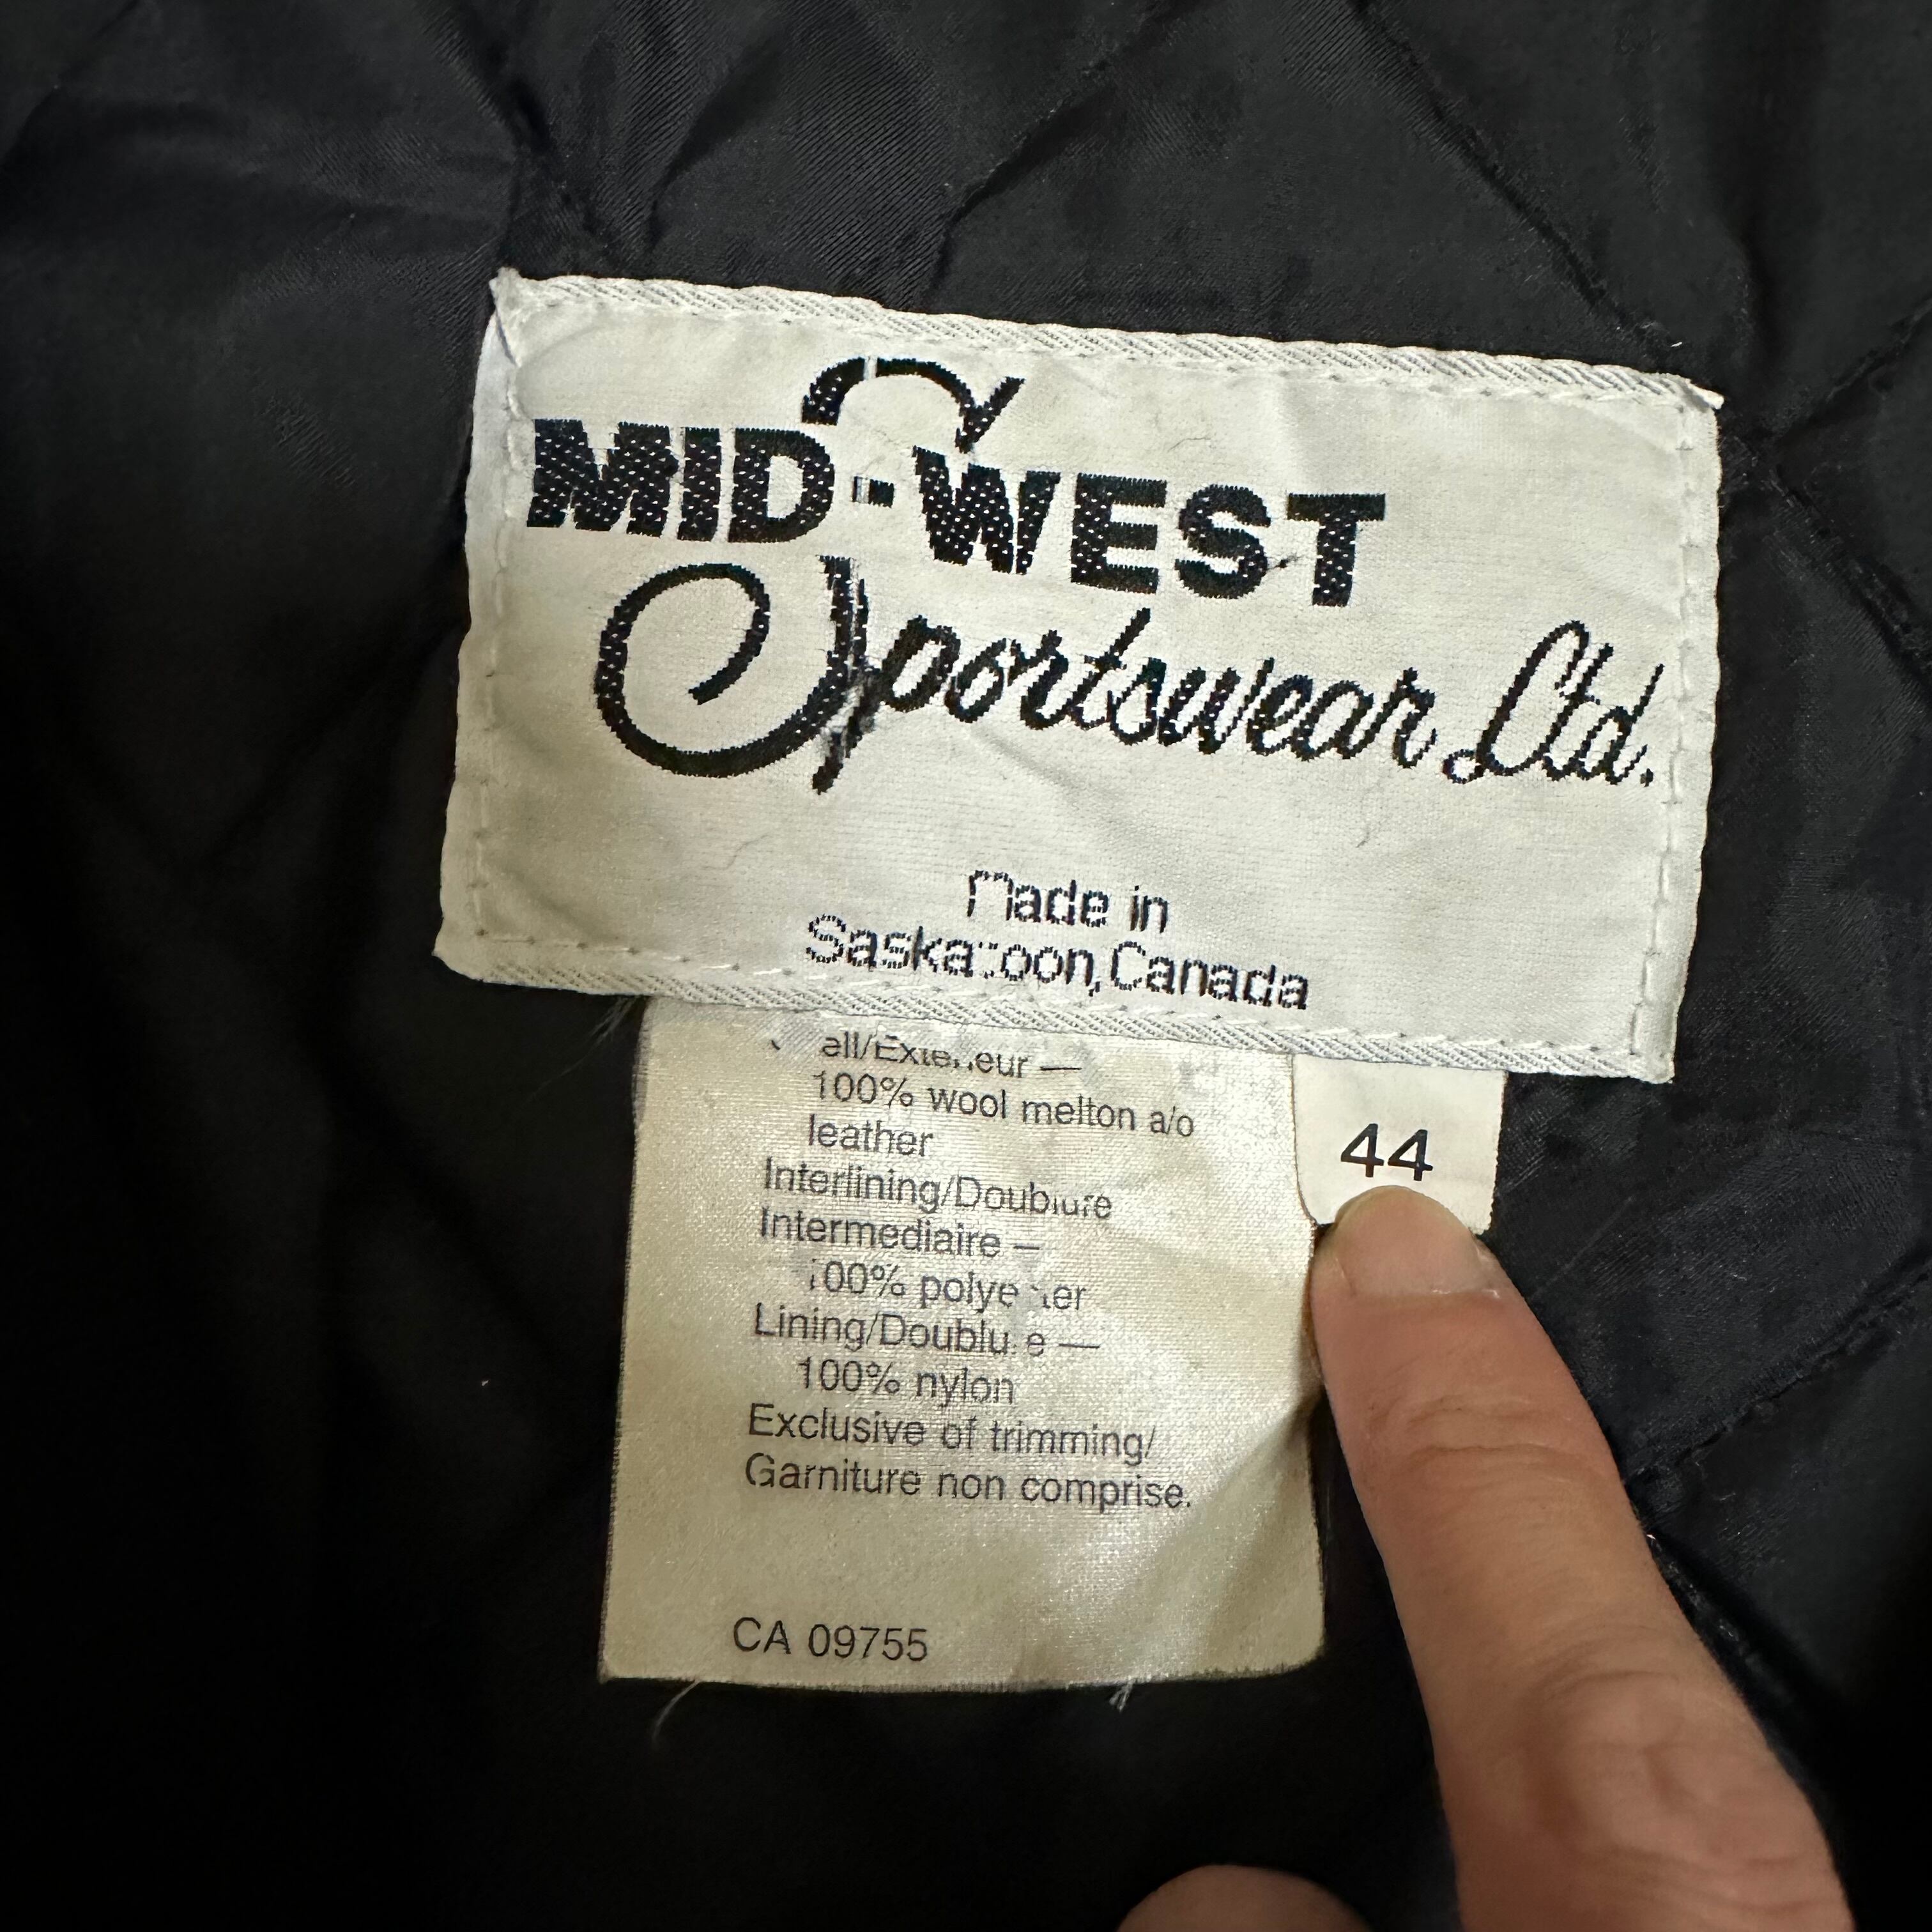 MID-WEST
Sportswear Ltd.
Made in
Saskatoon, Canada
100% wool melton a/o
leather
Interlining/Doublure
Intermediaire —
100% polyester
Lining/Doublure —
100% nylon
Exclusive of trimming/
Garniture non comprise.
CA 09755
44